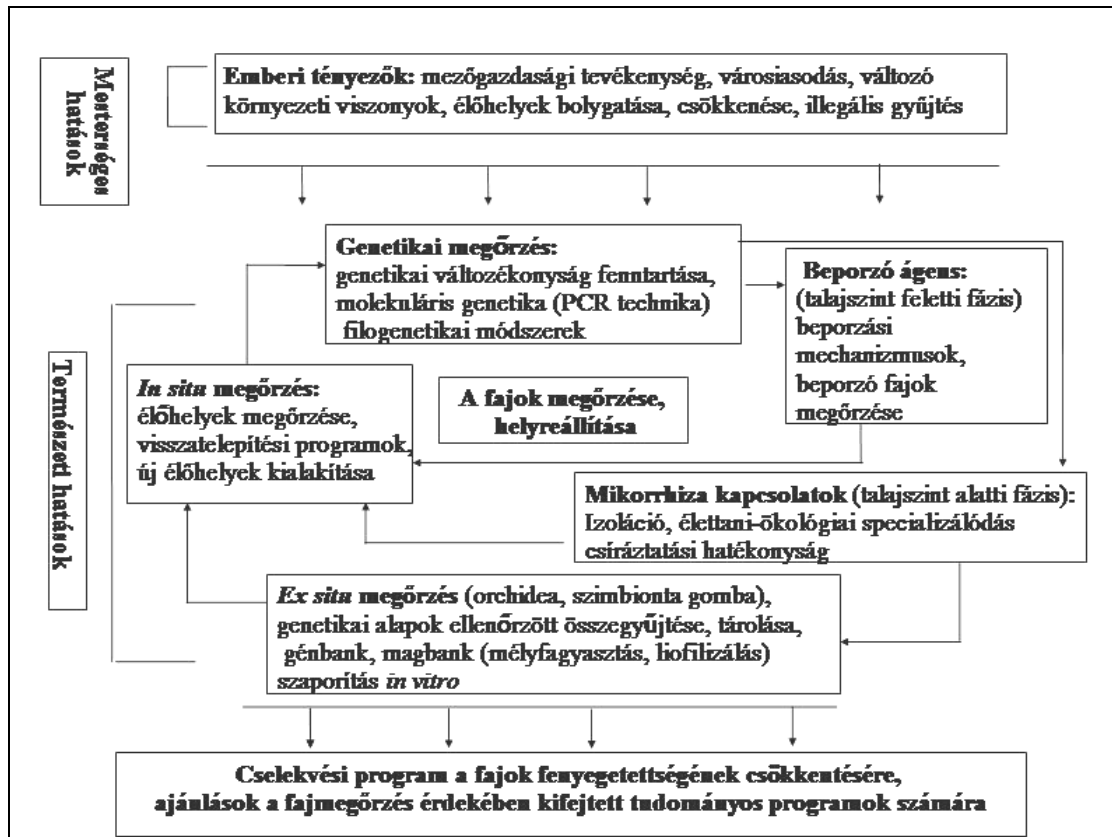 Mesterséges
hatások
Emberi tényezők: mezőgazdasági tevékenység, városiasodás, változó
környezeti viszonyok, élőhelyek bolygatása, csökkenése, illegális gyűjtés
Genetikai megőrzés:
genetikai változékonyság fenntartása,
molekuláris genetika (PCR technika)
filogenetikai módszerek
Beporzó ágens:
(talajszint feletti fázis)
beporzási
mechanizmusok,
beporzó fajok
megőrzése
Természeti hatások
In situ megőrzés:
élőhelyek megőrzése,
visszatelepítési programok,
új élőhelyek kialakítása
A fajok megőrzése,
helyreállítása
Mikorrhiza kapcsolatok (talajszint alatti fázis):
Izoláció, élettani-ökológiai specializálódás
csíráztatási hatékonyság
Ex situ megőrzés (orchidea, szimbionta gomba),
genetikai alapok ellenőrzött összegyűjtése, tárolása,
génbank, magbank (mélyfagyasztás, liofilizálás)
szaporítás in vitro
Cselekvési program a fajok fenyegetettségének csökkentésére,
ajánlások a fajmegőrzés érdekében kifejtett tudományos programok számára